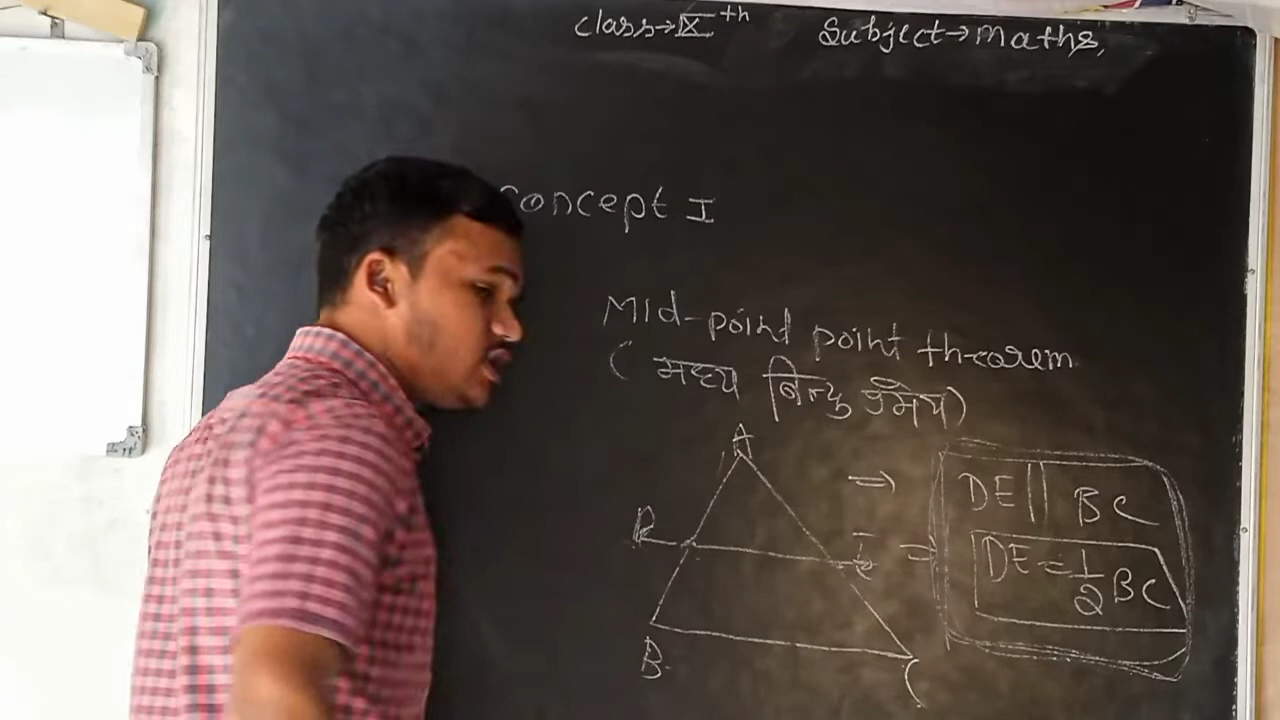 Class→IXth Subject→Maths,
Concept I
Mid-point point theorem
(मध्य बिन्दु प्रमेय)
A
⇒ DE || BC
E ⇒ DE = 1/2 BC
B
C